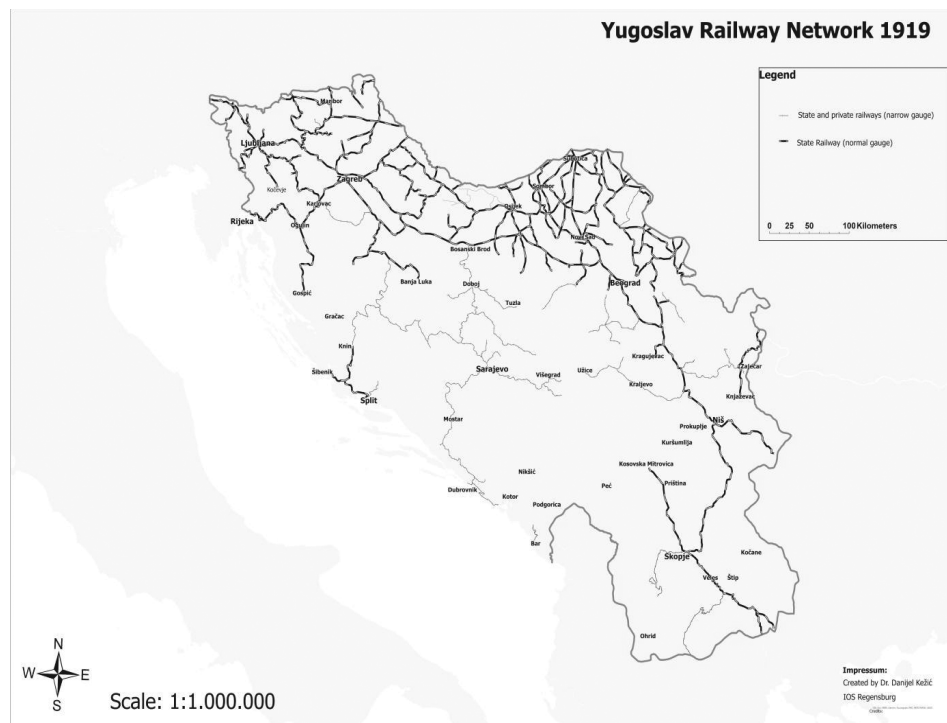 Yugoslav Railway Network 1919
Legend
State and private railways (narrow gauge)
State Railway (normal gauge)
0 25 50 100 Kilometers
Maribor
Ljubljana
Subotica
Zagreb
Sombor
Kočevje
Karlovac
Osijek
Rijeka
Ogulin
Novi Sad
Bosanski Brod
Banja Luka
Doboj
Beograd
Gospić
Tuzla
Gračac
Knin
Kragujevac
Zaječar
Šibenik
Sarajevo
Višegrad
Užice
Kraljevo
Split
Knjaževac
Mostar
Niš
Prokuplje
Kuršumlija
Kosovska Mitrovica
Nikšić
Priština
Peć
Dubrovnik
Kotor
Podgorica
Bar
Skopje
Kočane
Veles
Štip
Ohrid
N
W
E
S
Scale: 1:1.000.000
Impressum:
Created by Dr. Danijel Kežić
IOS Regensburg
Credits: